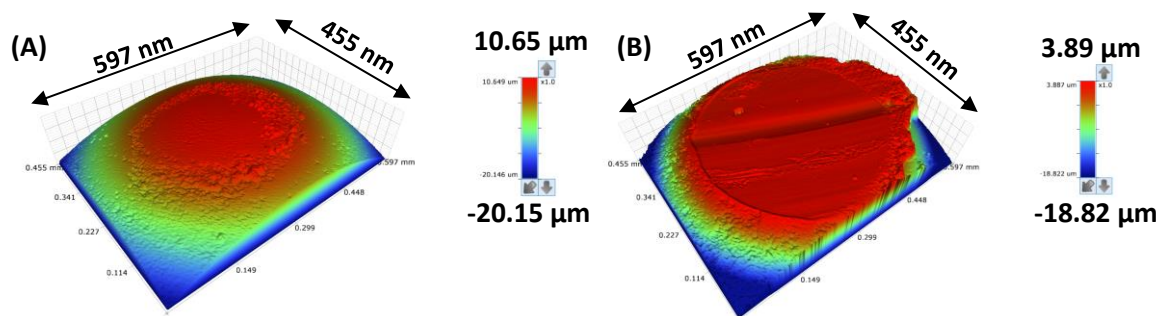 (A)
597 nm
455 nm
10.65 µm
10.649 um
x1.0
-20.146 um
-20.15 µm
0.455 mm
0.341
0.227
0.114
0.149
0.299
0.448
0.597 mm
(B)
597 nm
455 nm
3.89 µm
3.887 um
x1.0
-18.822 um
-18.82 µm
0.455 mm
0.341
0.227
0.114
0.149
0.299
0.448
0.597 mm